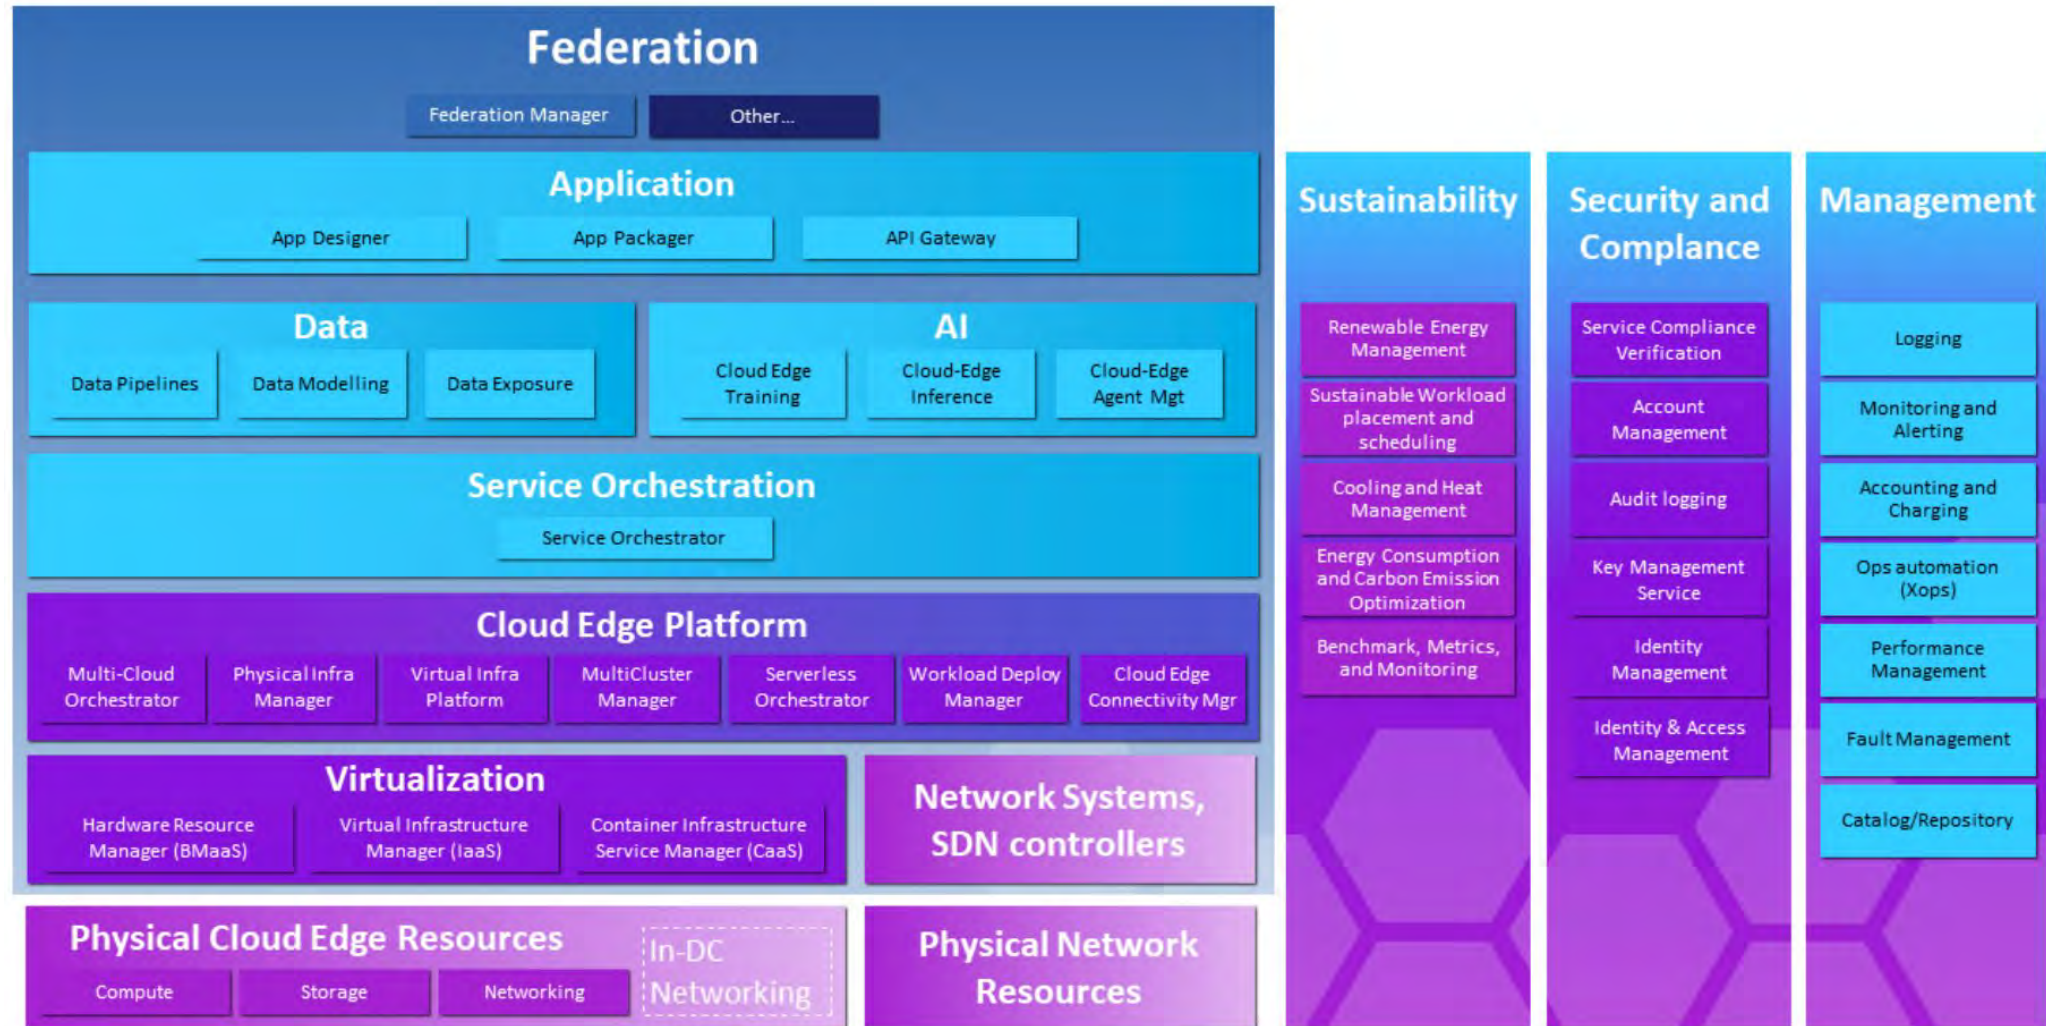 Federation
Federation Manager
Other...
Application
App Designer
App Packager
API Gateway
Data
Data Pipelines
Data Modelling
Data Exposure
AI
Cloud Edge
Training
Cloud-Edge
Inference
Cloud-Edge
Agent Mgt
Service Orchestration
Service Orchestrator
Cloud Edge Platform
Multi-Cloud
Orchestrator
Physical Infra
Manager
Virtual Infra
Platform
MultiCluster
Manager
Serverless
Orchestrator
Workload Deploy
Manager
Cloud Edge
Connectivity Mgr
Virtualization
Hardware Resource
Manager (BMaaS)
Virtual Infrastructure
Manager (IaaS)
Container Infrastructure
Service Manager (CaaS)
Network Systems,
SDN controllers
Physical Cloud Edge Resources
Compute
Storage
Networking
In-DC
Networking
Physical Network
Resources
Sustainability
Renewable Energy
Management
Sustainable Workload
placement and
scheduling
Cooling and Heat
Management
Energy Consumption
and Carbon Emission
Optimization
Benchmark, Metrics,
and Monitoring
Security and
Complance
Service Compliance
Verification
Account
Management
Audit logging
Key Management
Service
Identity
Management
Identity & Access
Management
Management
Logging
Monitoring and
Alerting
Accounting and
Charging
Ops automation
(Xops)
Performance
Management
Fault Management
Catalog/Repository